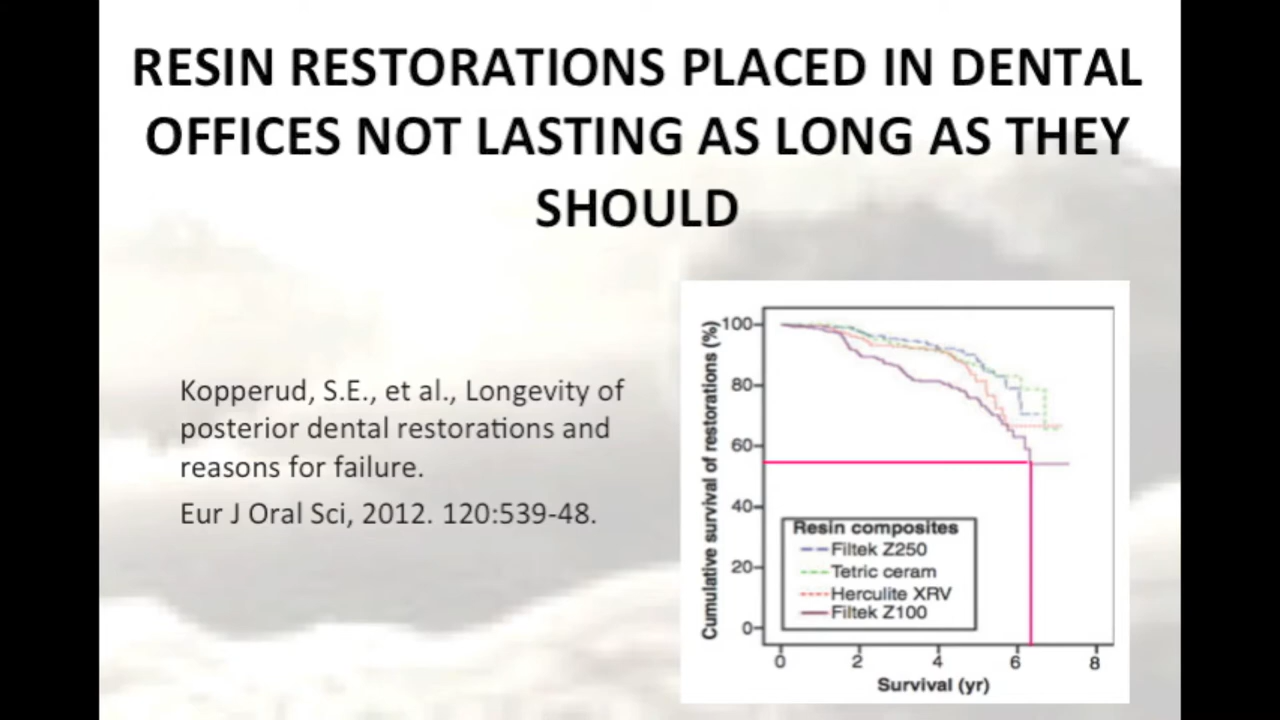 RESIN RESTORATIONS PLACED IN DENTAL
OFFICES NOT LASTING AS LONG AS THEY
SHOULD
Kopperud, S.E., et al., Longevity of
posterior dental restorations and
reasons for failure.
Eur J Oral Sci, 2012. 120:539-48.
Cumulative survival of restorations (%)
100
80
60
40
20
0
Resin composites
Filtek Z250
Tetric ceram
Herculite XRV
Filtek Z100
0 2 4 6 8
Survival (yr)